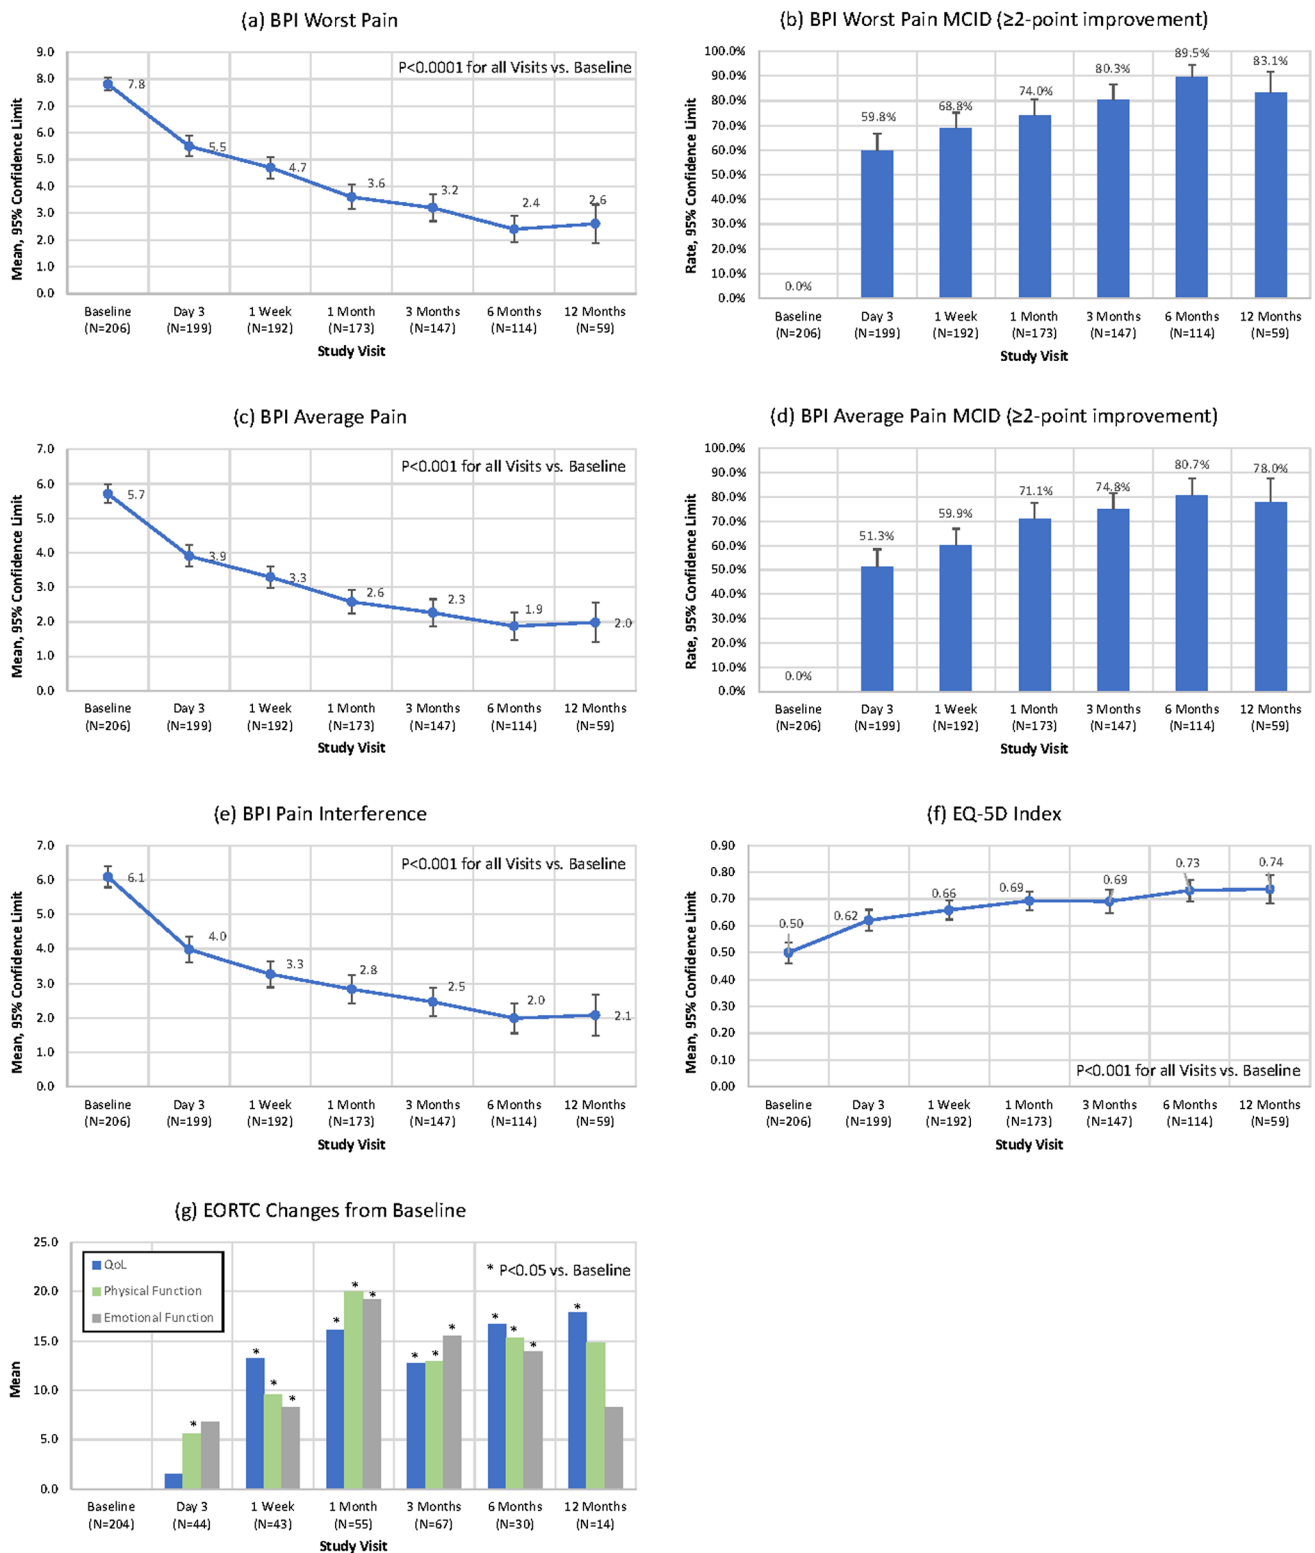 (a) BPI Worst Pain
P<0.0001 for all Visits vs. Baseline
Mean, 95% Confidence Limit
9.0
8.0
7.0
6.0
5.0
4.0
3.0
2.0
1.0
0.0
7.8
5.5
4.7
3.6
3.2
2.4
2.6
Baseline Day 3 1 Week 1 Month 3 Months 6 Months 12 Months
(N=206) (N=199) (N=192) (N=173) (N=147) (N=114) (N=59)
Study Visit
(b) BPI Worst Pain MCID (≥2-point improvement)
Rate, 95% Confidence Limit
100.0%
90.0%
80.0%
70.0%
60.0%
50.0%
40.0%
30.0%
20.0%
10.0%
0.0%
0.0%
59.8%
68.8%
74.0%
80.3%
89.5%
83.1%
Baseline Day 3 1 Week 1 Month 3 Months 6 Months 12 Months
(N=206) (N=199) (N=192) (N=173) (N=147) (N=114) (N=59)
Study Visit
(c) BPI Average Pain
P<0.001 for all Visits vs. Baseline
Mean, 95% Confidence Limit
7.0
6.0
5.0
4.0
3.0
2.0
1.0
0.0
5.7
3.9
3.3
2.6
2.3
1.9
2.0
Baseline Day 3 1 Week 1 Month 3 Months 6 Months 12 Months
(N=206) (N=199) (N=192) (N=173) (N=147) (N=114) (N=59)
Study Visit
(d) BPI Average Pain MCID (≥2-point improvement)
Rate, 95% Confidence Limit
100.0%
90.0%
80.0%
70.0%
60.0%
50.0%
40.0%
30.0%
20.0%
10.0%
0.0%
0.0%
51.3%
59.9%
71.1%
74.8%
80.7%
78.0%
Baseline Day 3 1 Week 1 Month 3 Months 6 Months 12 Months
(N=206) (N=199) (N=192) (N=173) (N=147) (N=114) (N=59)
Study Visit
(e) BPI Pain Interference
P<0.001 for all Visits vs. Baseline
Mean, 95% Confidence Limit
7.0
6.0
5.0
4.0
3.0
2.0
1.0
0.0
6.1
4.0
3.3
2.8
2.5
2.0
2.1
Baseline Day 3 1 Week 1 Month 3 Months 6 Months 12 Months
(N=206) (N=199) (N=192) (N=173) (N=147) (N=114) (N=59)
Study Visit
(f) EQ-5D Index
Mean, 95% Confidence Limit
0.90
0.80
0.70
0.60
0.50
0.40
0.30
0.20
0.10
0.00
0.50
0.62
0.66
0.69
0.69
0.73
0.74
P<0.001 for all Visits vs. Baseline
Baseline Day 3 1 Week 1 Month 3 Months 6 Months 12 Months
(N=206) (N=199) (N=192) (N=173) (N=147) (N=114) (N=59)
Study Visit
(g) EORTC Changes from Baseline
Mean
25.0
20.0
15.0
10.0
5.0
0.0
QoL
Physical Function
Emotional Function
* P<0.05 vs. Baseline
*
* * *
* * *
* * *
* * *
*
Baseline Day 3 1 Week 1 Month 3 Months 6 Months 12 Months
(N=204) (N=44) (N=43) (N=55) (N=67) (N=30) (N=14)
Study Visit